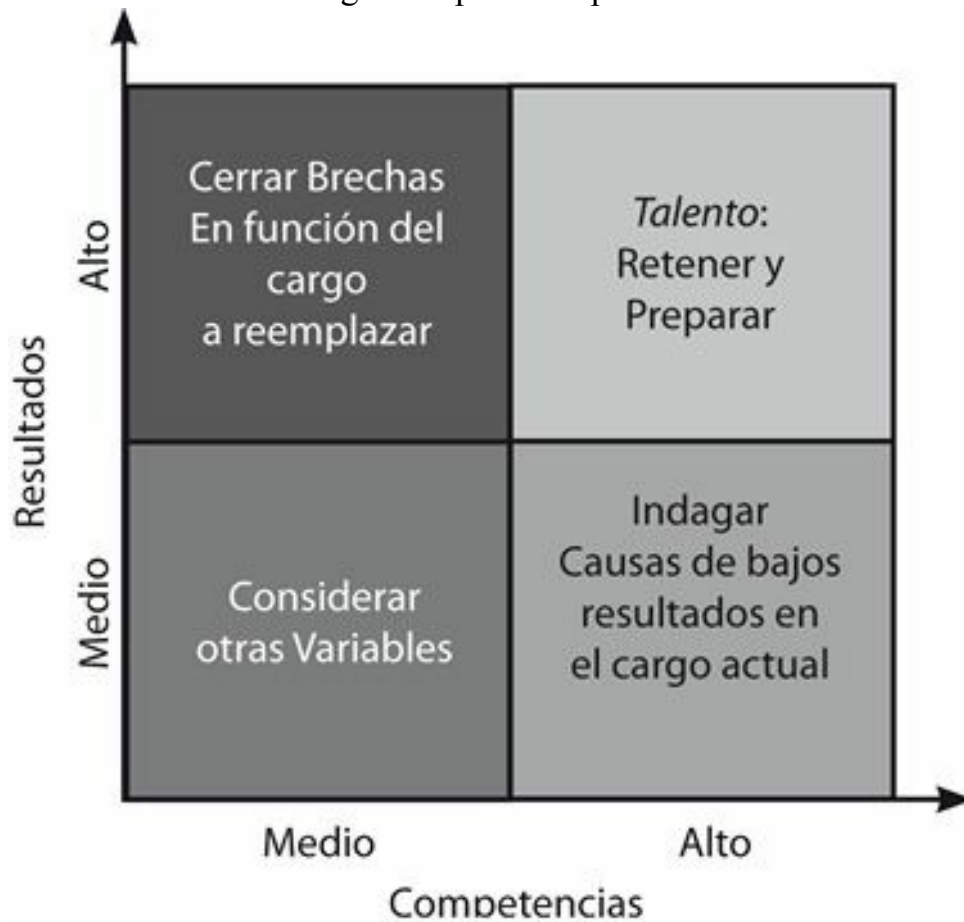 Cerrar Brechas
En función del
cargo
a reemplazar
Talento:
Retener y
Preparar
Considerar
otras Variables
Indagar
Causas de bajos
resultados en
el cargo actual
Resultados
Alto
Medio
Medio
Alto
Competencias